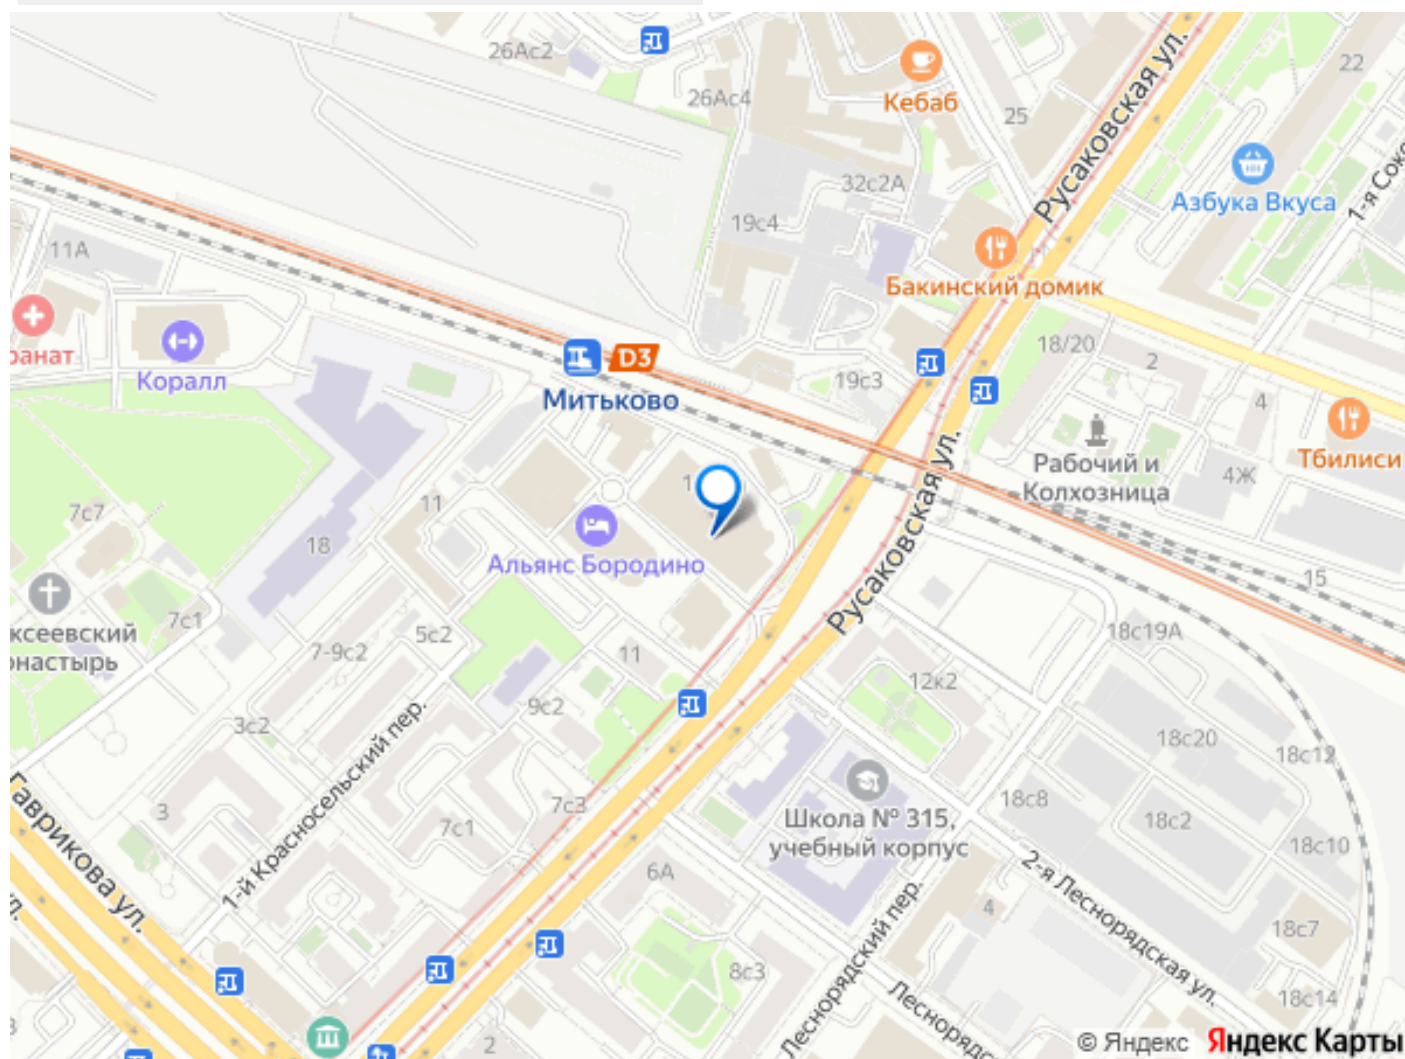 26Ас2
26Ас4
Кебаб
25
Русаковская ул.
22
Азбука Вкуса
32с2А
19с4
11А
Бакинский домик
Коралл
D3
Митьково
19с3
18/20
2
4
Тбилиси
Рабочий и
Колхозница
4Ж
7с7
11
18
Альянс Бородино
Русаковская ул.
15
7с1
5с2
7-9с2
11
18с19А
12к2
9с2
3с2
18с20
18с12
1-й Красносельский пер.
3
7с1
7с3
Школа № 315,
учебный корпус
18с8
18с2
18с10
Гаврикова ул.
6А
2-я Леснорядская ул.
4
18с7
8с3
Леснорядский пер.
18с14
2
© Яндекс Яндекс Карты